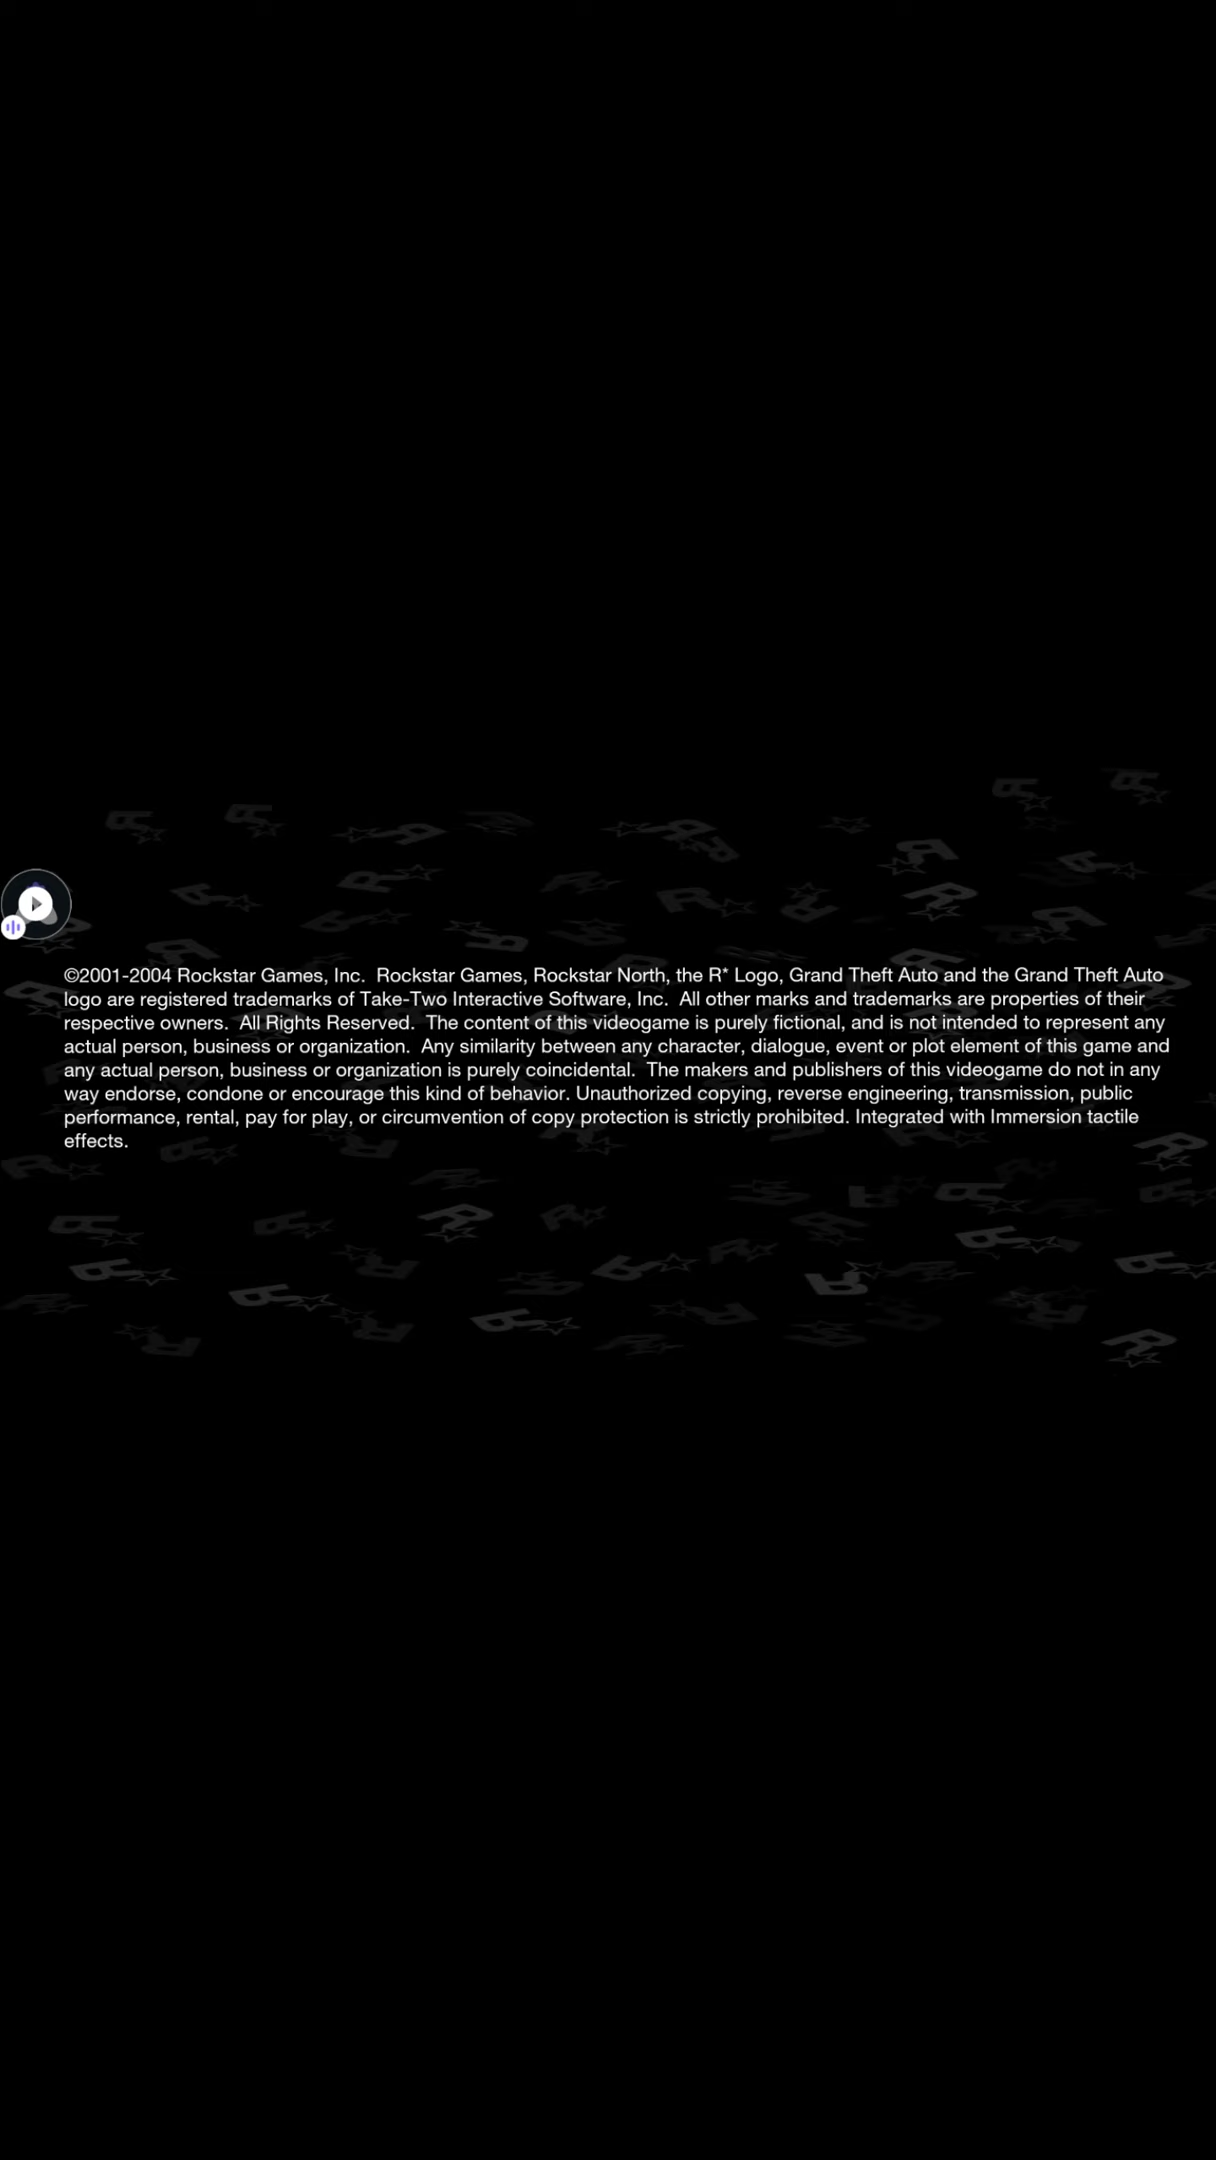 ©2001-2004 Rockstar Games, Inc.  Rockstar Games, Rockstar North, the R* Logo, Grand Theft Auto and the Grand Theft Auto
logo are registered trademarks of Take-Two Interactive Software, Inc.  All other marks and trademarks are properties of their
respective owners.  All Rights Reserved.  The content of this videogame is purely fictional, and is not intended to represent any
actual person, business or organization.  Any similarity between any character, dialogue, event or plot element of this game and
any actual person, business or organization is purely coincidental.  The makers and publishers of this videogame do not in any
way endorse, condone or encourage this kind of behavior. Unauthorized copying, reverse engineering, transmission, public
performance, rental, pay for play, or circumvention of copy protection is strictly prohibited. Integrated with Immersion tactile
effects.